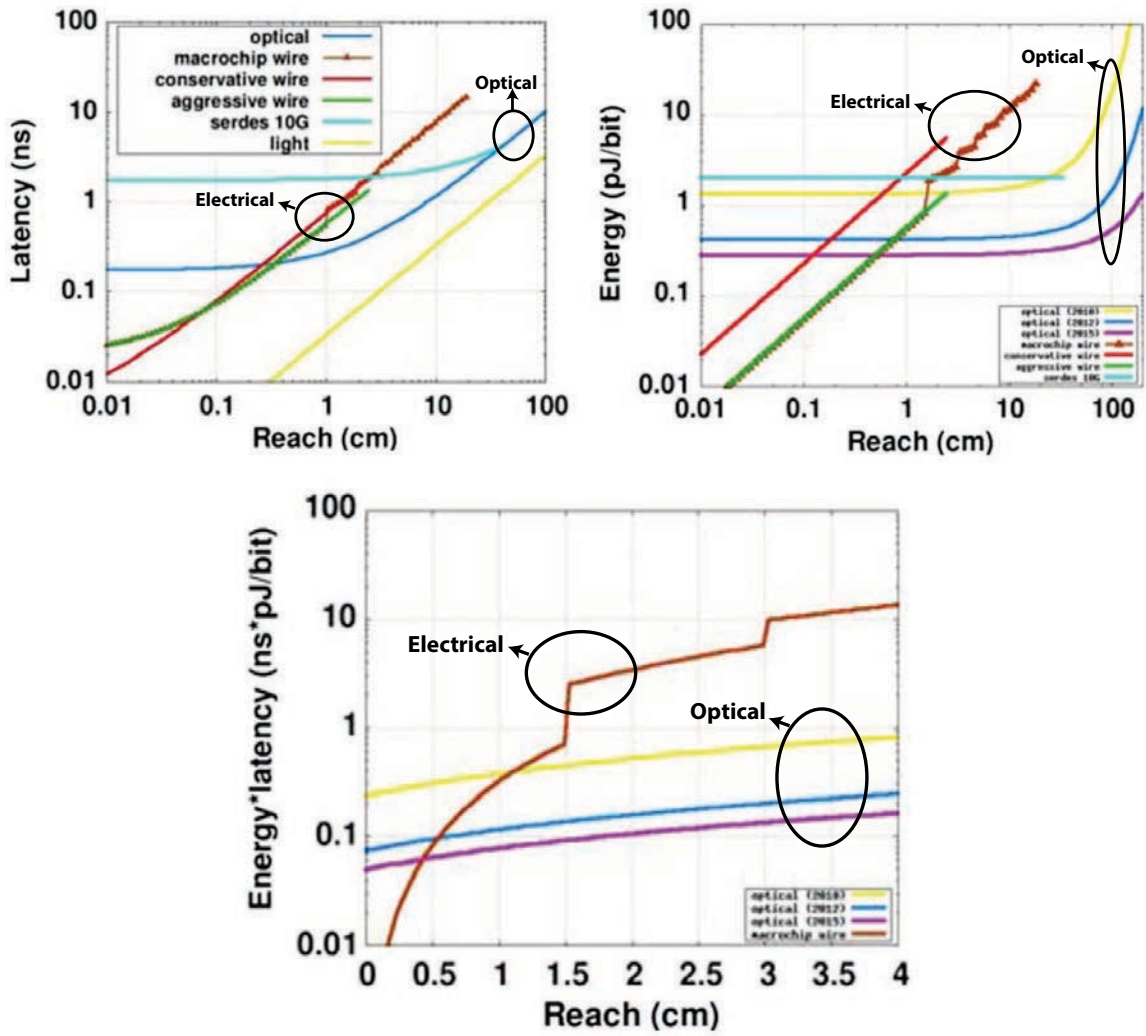 100
10
1
0.1
0.01
Latency (ns)
optical
macrochip wire
conservative wire
aggressive wire
serdes 10G
light
Optical
Electrical
0.01 0.1 1 10 100
Reach (cm)
100
10
1
0.1
0.01
Energy (pJ/bit)
Optical
Electrical
optical (2010)
optical (2012)
optical (2015)
macrochip wire
conservative wire
aggressive wire
serdes 10G
0.01 0.1 1 10 100
Reach (cm)
100
10
1
0.1
0.01
Energy*latency (ns*pJ/bit)
Electrical
Optical
optical (2010)
optical (2012)
optical (2015)
macrochip wire
0 0.5 1 1.5 2 2.5 3 3.5 4
Reach (cm)